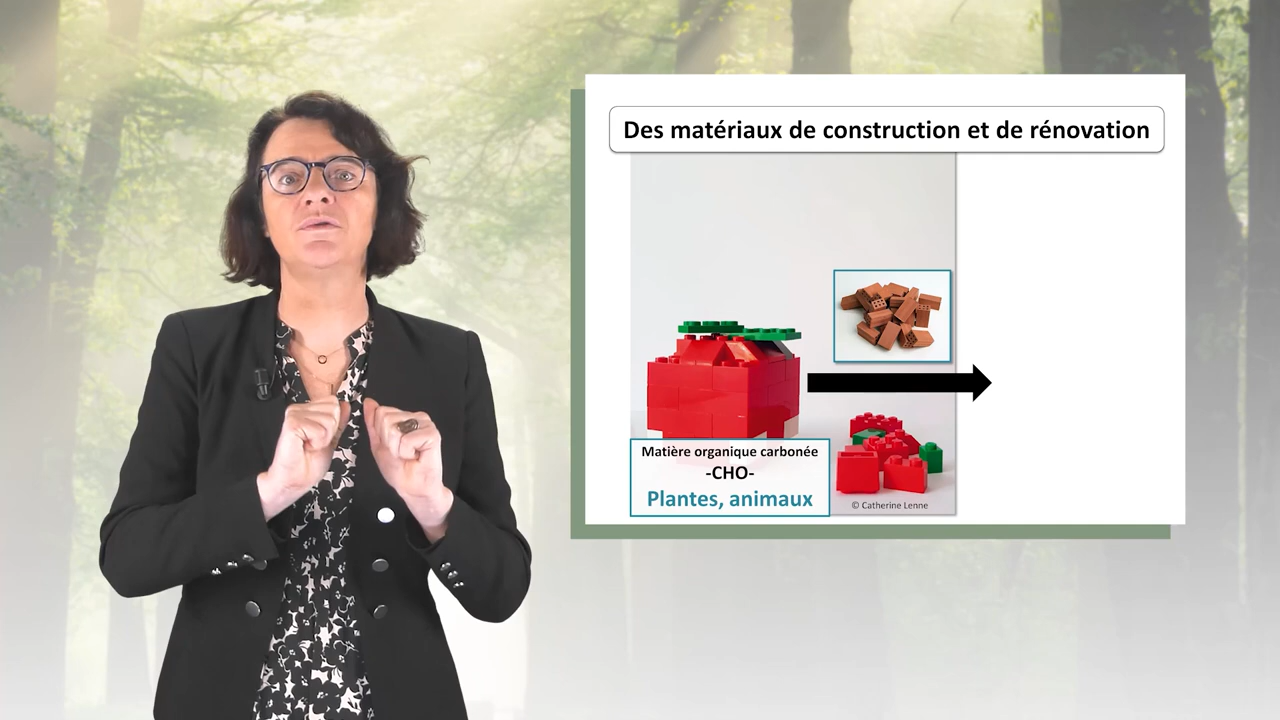 Des matériaux de construction et de rénovation
Matière organique carbonée
-CHO-
Plantes, animaux
© Catherine Lenne